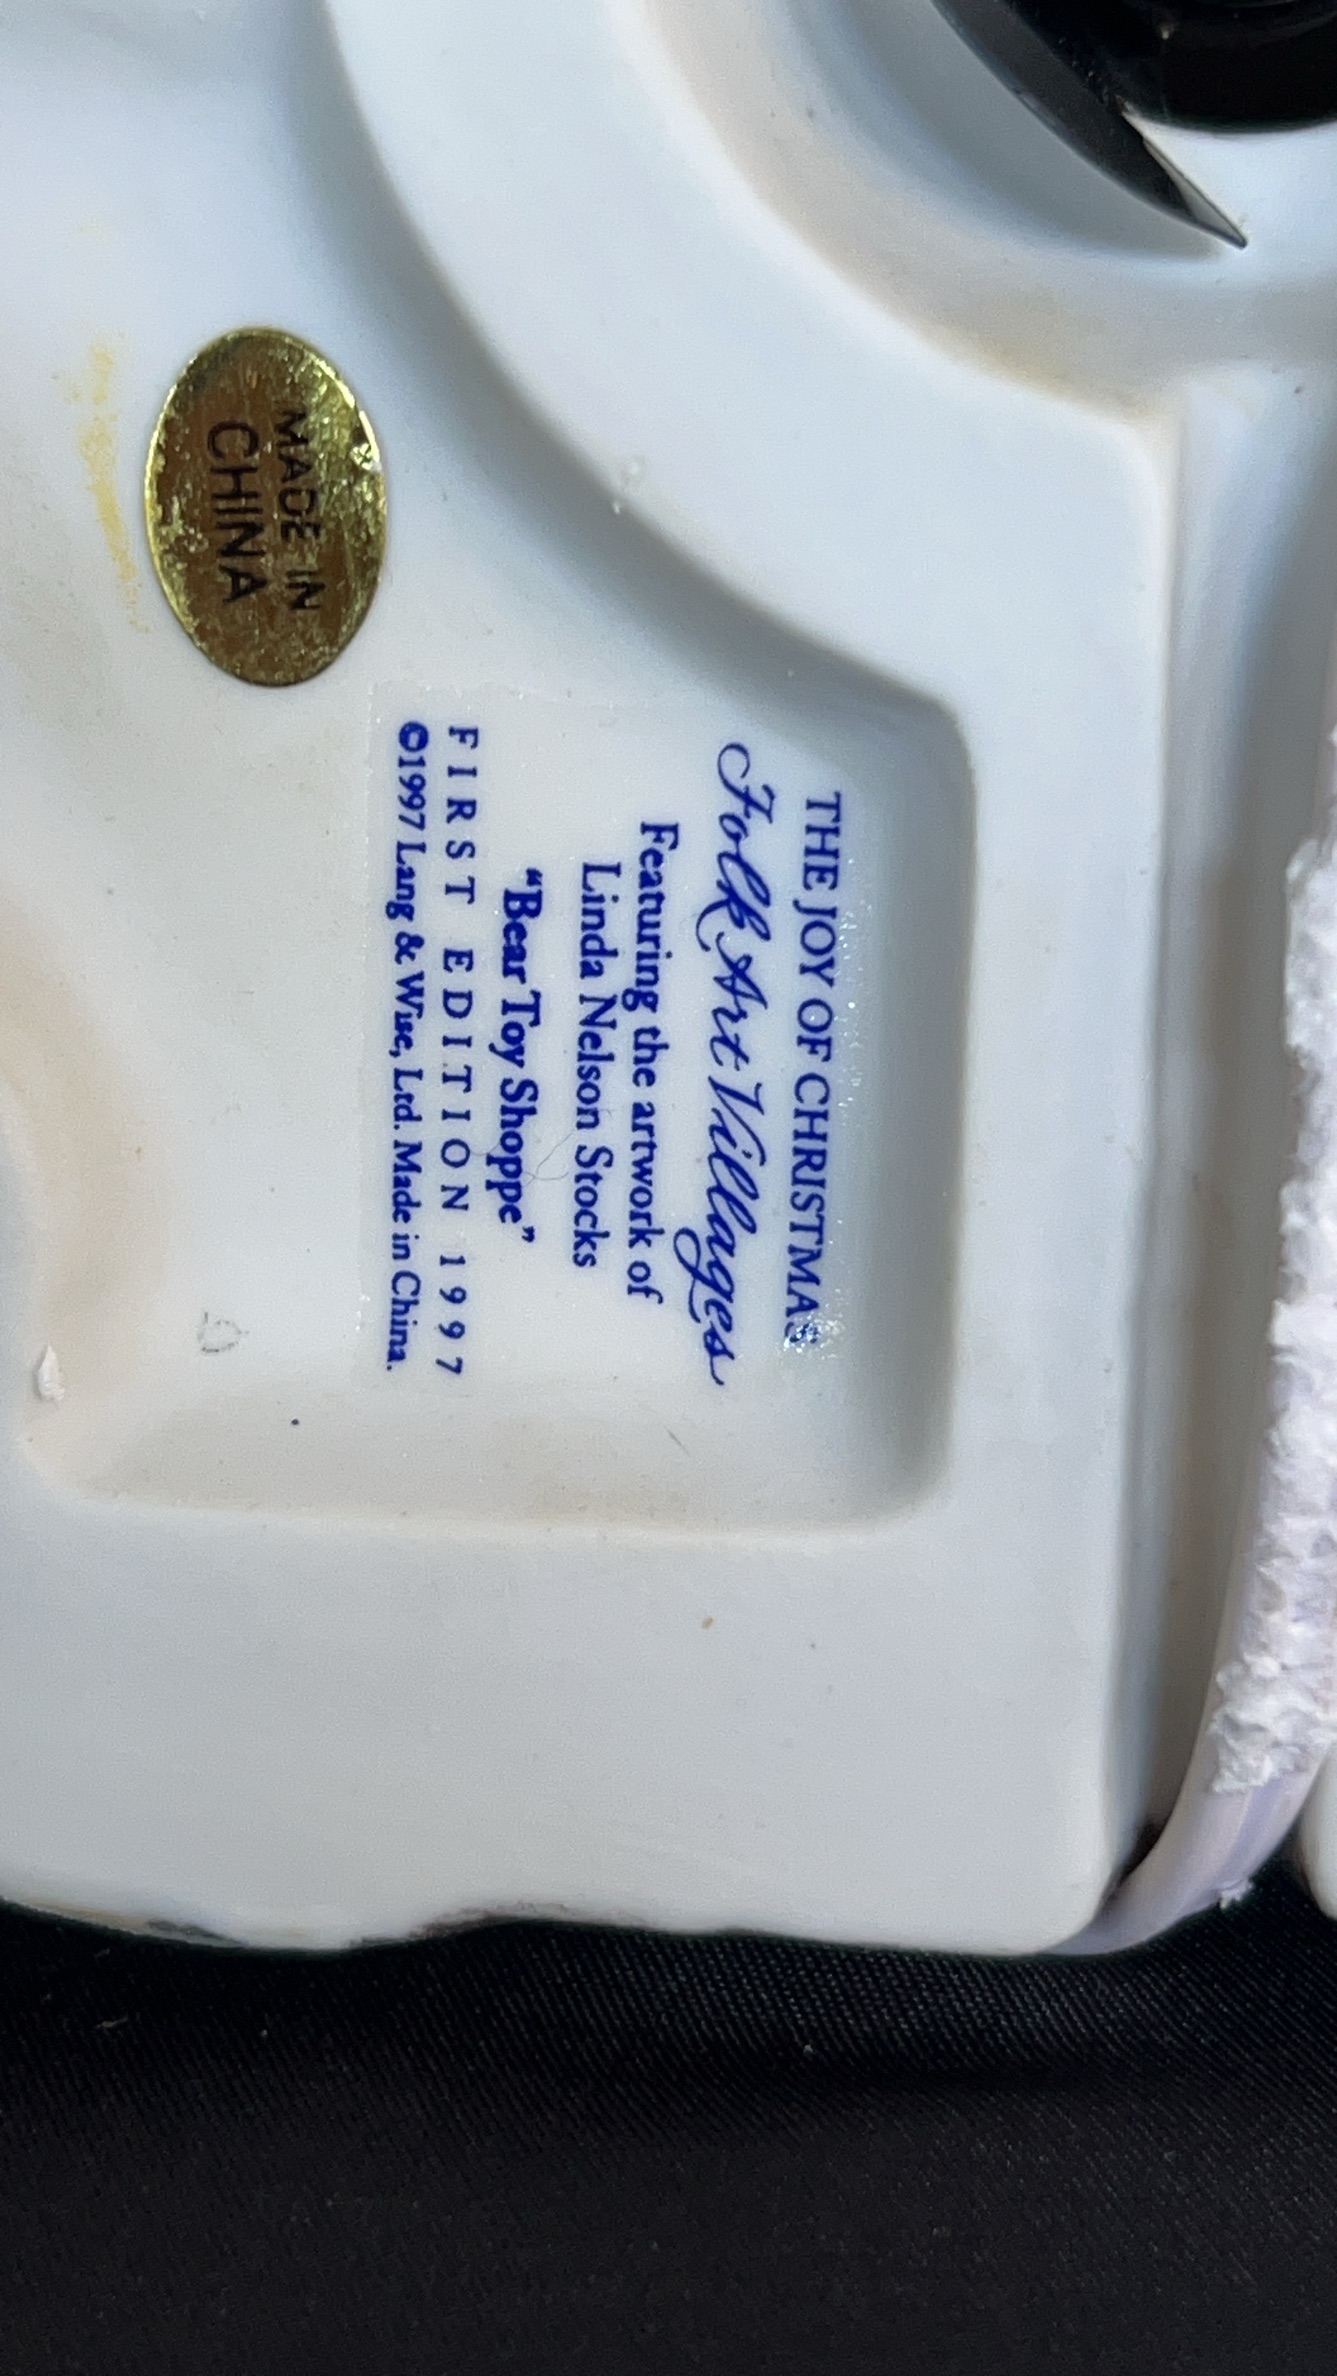 THE JOY OF CHRISTMAS
Folk Art Villages
Featuring the artwork of
Linda Nelson Stocks
“Bear Toy Shoppe”
FIRST EDITION 1997
©1997 Lang & Wise, Ltd. Made in China.
MADE IN
CHINA